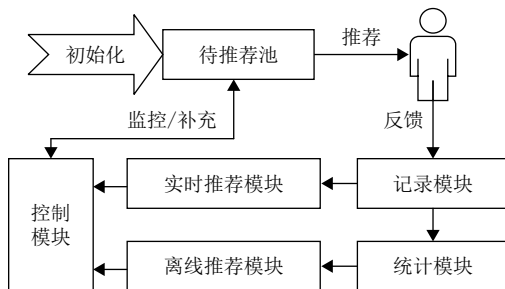 初始化
待推荐池
推荐
监控/补充
反馈
控制
模块
实时推荐模块
记录模块
离线推荐模块
统计模块